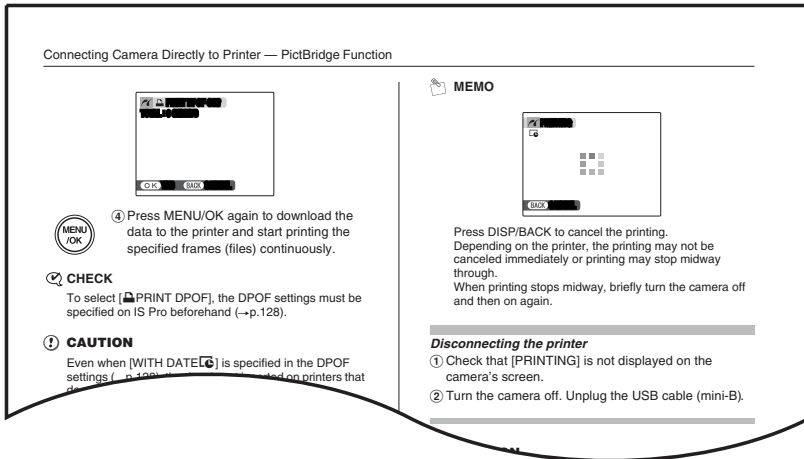 Connecting Camera Directly to Printer — PictBridge Function
OK
BACK
MENU
/OK
④ Press MENU/OK again to download the
data to the printer and start printing the
specified frames (files) continuously.
CHECK
To select [PRINT DPOF], the DPOF settings must be
specified on IS Pro beforehand (→p.128).
CAUTION
Even when [WITH DATE] is specified in the DPOF
settings (
on printers that
MEMO
PRINTING
BACK
Press DISP/BACK to cancel the printing.
Depending on the printer, the printing may not be
canceled immediately or printing may stop midway
through.
When printing stops midway, briefly turn the camera off
and then on again.
Disconnecting the printer
① Check that [PRINTING] is not displayed on the
camera's screen.
② Turn the camera off. Unplug the USB cable (mini-B).